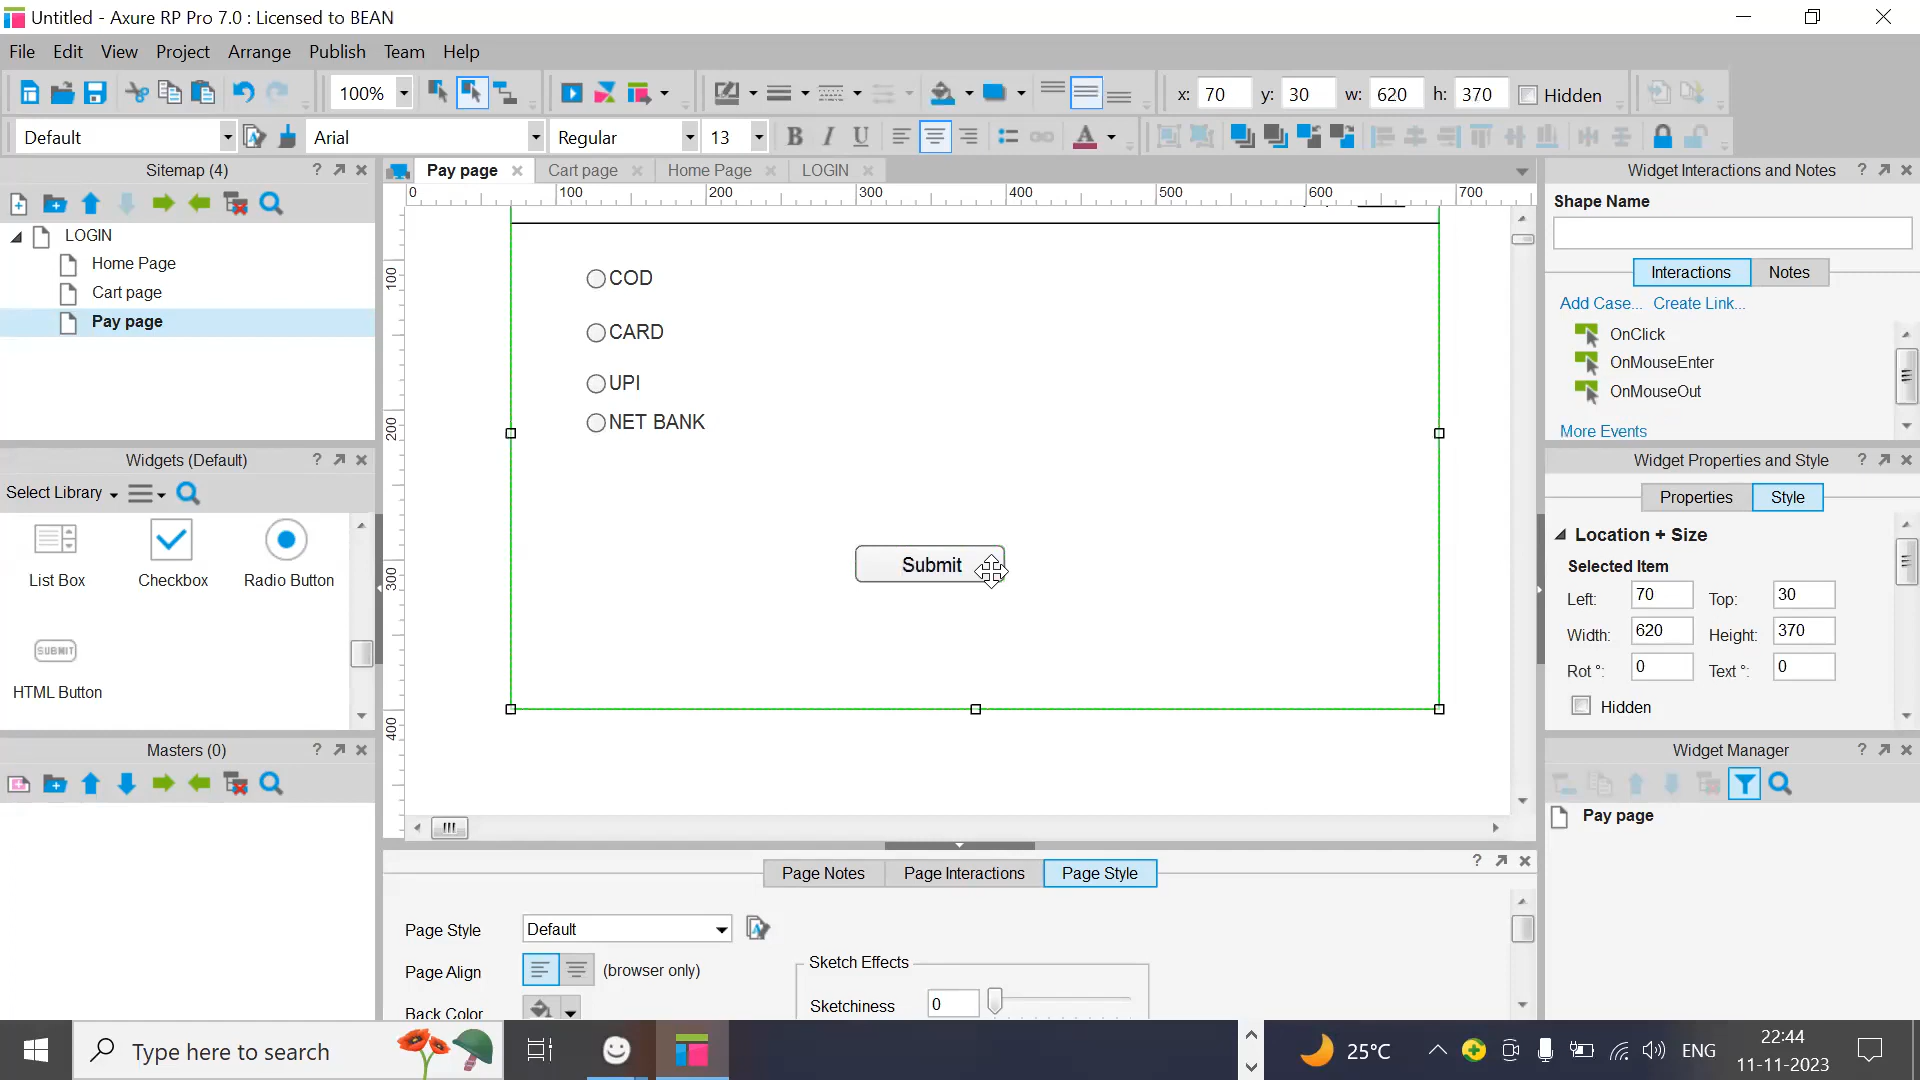 Untitled - Axure RP Pro 7.0 : Licensed to BEAN
File Edit View Project Arrange Publish Team Help
100% x: 70 y: 30 w: 620 h: 370 Hidden
Default Arial Regular 13 B I U A
Sitemap (4) ?
LOGIN
Home Page
Cart page
Pay page
Widgets (Default) ?
Select Library
List Box Checkbox Radio Button
SUBMIT
HTML Button
Masters (0) ?
Pay page Cart page Home Page LOGIN
0 100 200 300 400 500 600 700
100
200
300
400
COD
CARD
UPI
NET BANK
Submit
Page Notes Page Interactions Page Style ?
Page Style Default
Page Align (browser only)
Back Color
Sketch Effects
Sketchiness 0
Widget Interactions and Notes ?
Shape Name
Interactions Notes
Add Case... Create Link...
OnClick
OnMouseEnter
OnMouseOut
More Events
Widget Properties and Style ?
Properties Style
Location + Size
Selected Item
Left: 70 Top: 30
Width: 620 Height: 370
Rot °: 0 Text °: 0
Hidden
Widget Manager ?
Pay page
Type here to search
25°C ENG
22:44
11-11-2023